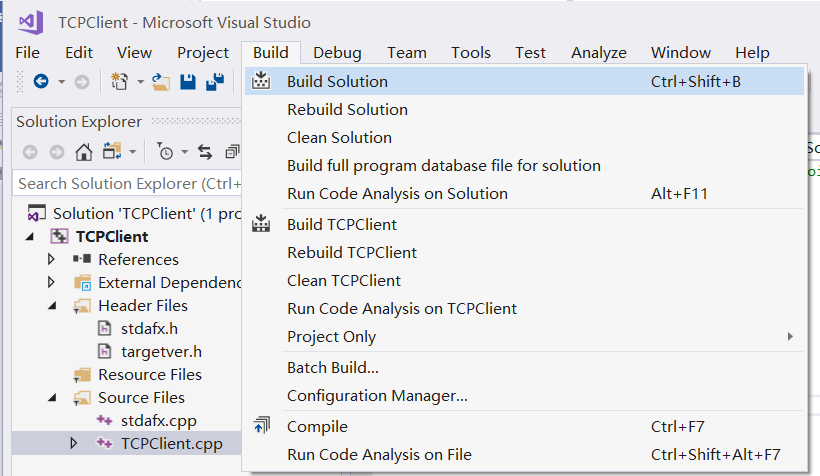 TCPClient - Microsoft Visual Studio
File Edit View Project Build Debug Team Tools Test Analyze Window Help
Solution Explorer
Search Solution Explorer (Ctrl+
Solution 'TCPClient' (1 pro
TCPClient
References
External Dependenc
Header Files
stdafx.h
targetver.h
Resource Files
Source Files
stdafx.cpp
TCPClient.cpp
Build Solution Ctrl+Shift+B
Rebuild Solution
Clean Solution
Build full program database file for solution
Run Code Analysis on Solution Alt+F11
Build TCPClient
Rebuild TCPClient
Clean TCPClient
Run Code Analysis on TCPClient
Project Only
Batch Build...
Configuration Manager...
Compile Ctrl+F7
Run Code Analysis on File Ctrl+Shift+Alt+F7